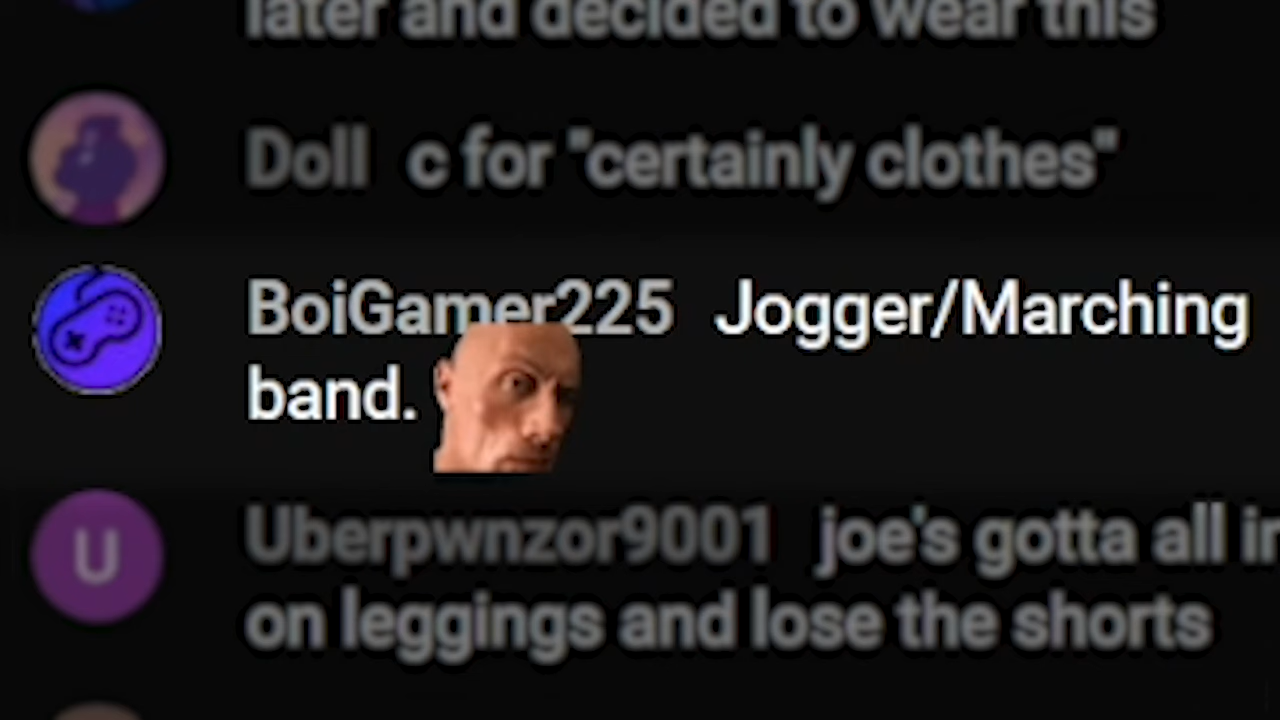 later and decided to wear this
Doll c for "certainly clothes"
BoiGamer225 Jogger/Marching
band.
U
Uberpwnzor9001 joe's gotta all in
on leggings and lose the shorts